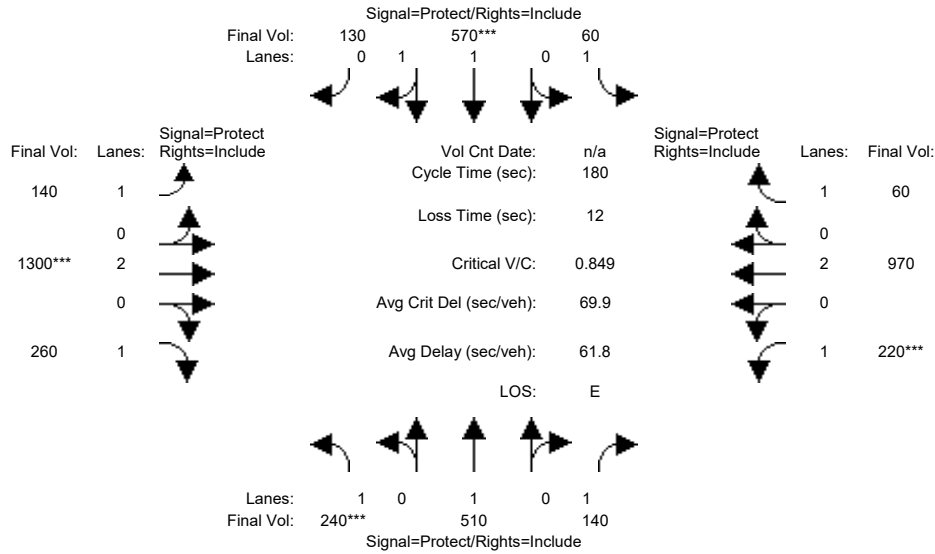 Signal=Protect/Rights=Include
Final Vol: 130 570*** 60
Lanes: 0 1 1 0 1
Signal=Protect Signal=Protect
Final Vol: Lanes: Rights=Include Vol Cnt Date: n/a Rights=Include Lanes: Final Vol:
Cycle Time (sec): 180
140 1 1 60
Loss Time (sec): 12
0 0
1300*** 2 Critical V/C: 0.849 2 970
0 Avg Crit Del (sec/veh): 69.9 0
260 1 Avg Delay (sec/veh): 61.8 1 220***
LOS: E
Lanes: 1 0 1 0 1
Final Vol: 240*** 510 140
Signal=Protect/Rights=Include